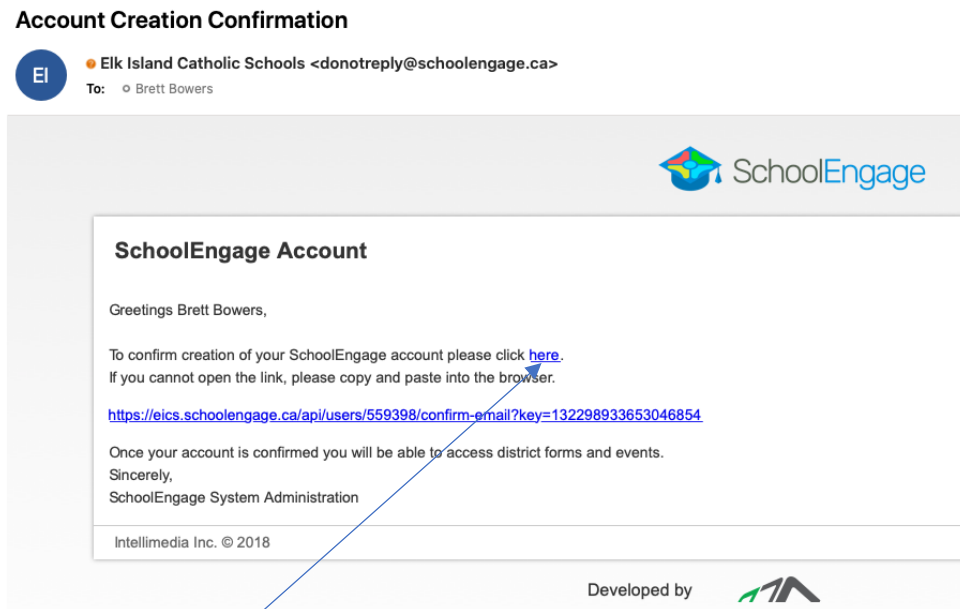 Account Creation Confirmation
EI
Elk Island Catholic Schools <donotreply@schoolengage.ca>
To: Brett Bowers
SchoolEngage
SchoolEngage Account
Greetings Brett Bowers,
To confirm creation of your SchoolEngage account please click here.
If you cannot open the link, please copy and paste into the browser.
https://eics.schoolengage.ca/api/users/559398/confirm-email?key=132298933653046854
Once your account is confirmed you will be able to access district forms and events.
Sincerely,
SchoolEngage System Administration
Intellimedia Inc. © 2018
Developed by